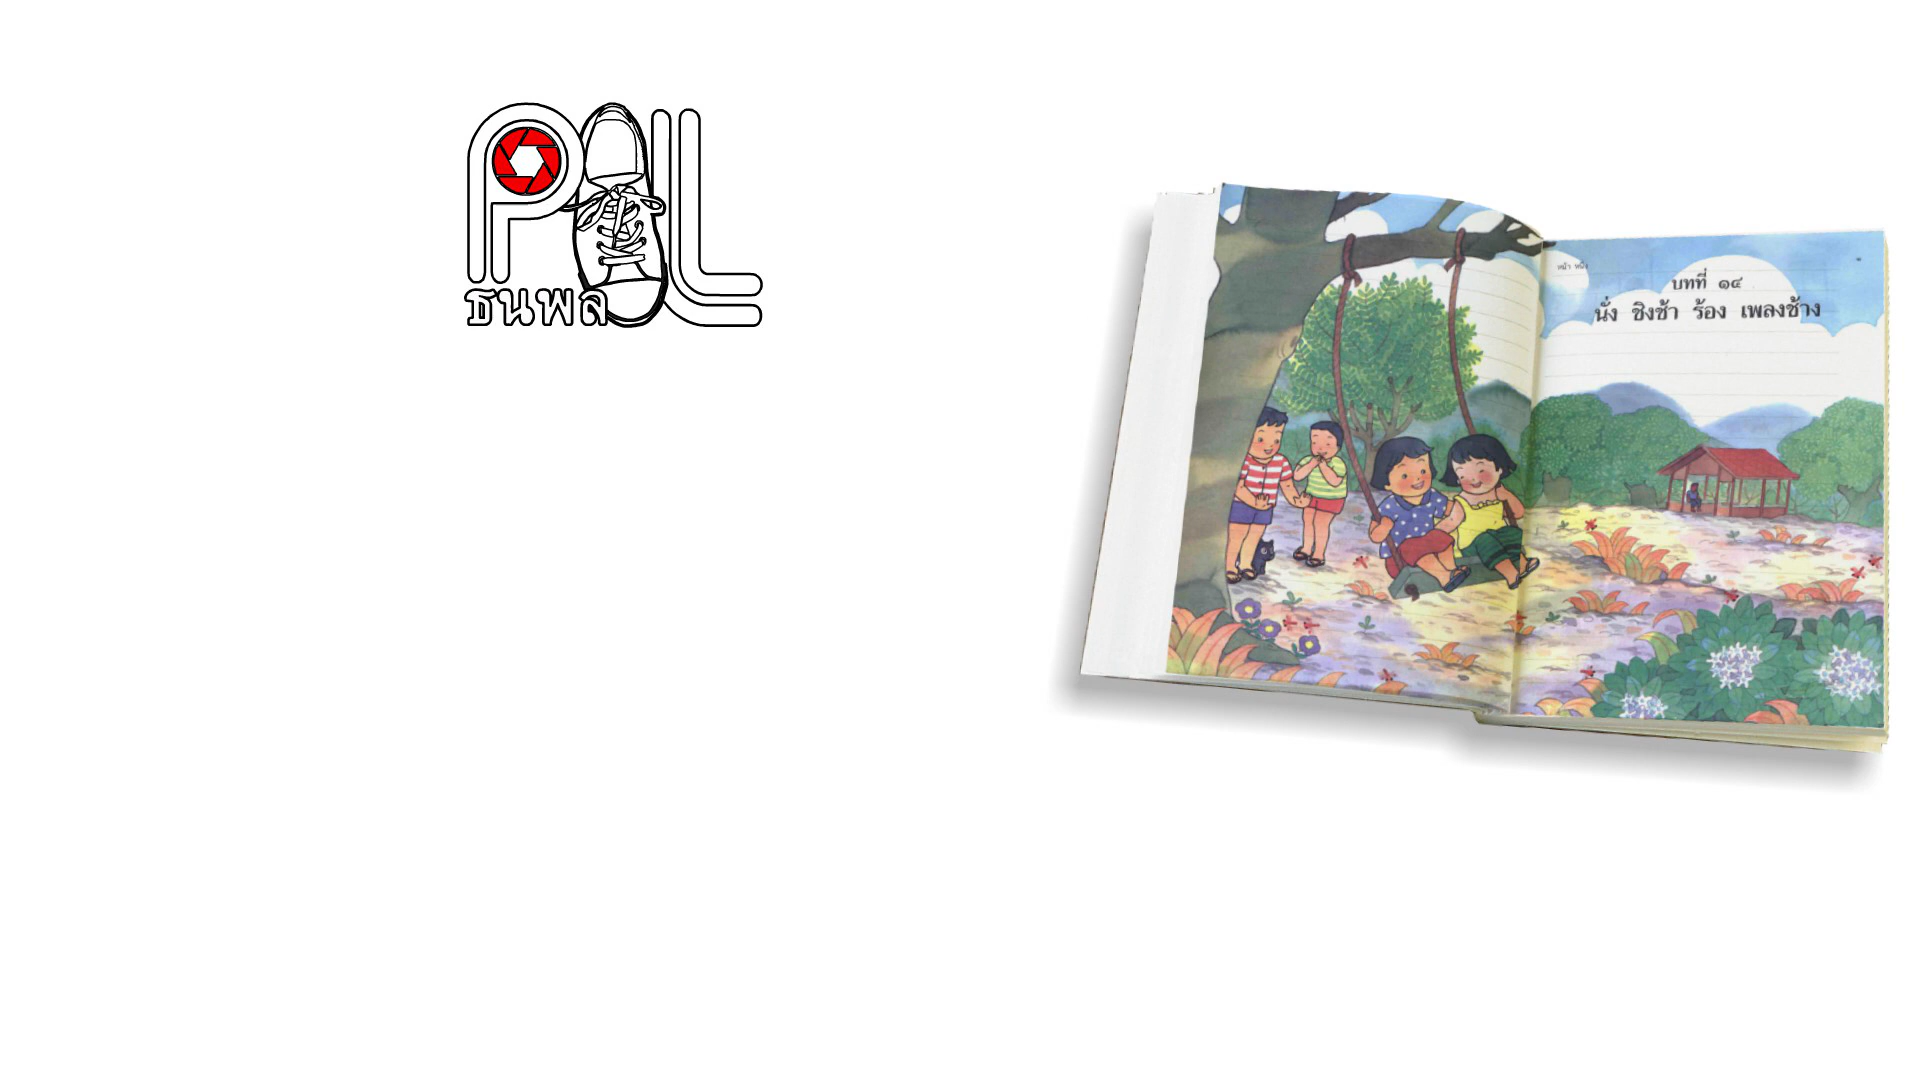 PALL
ธนพล
หน้า หนึ่ง
บทที่ ๑๔
นั่ง ชิงช้า ร้อง เพลงช้าง